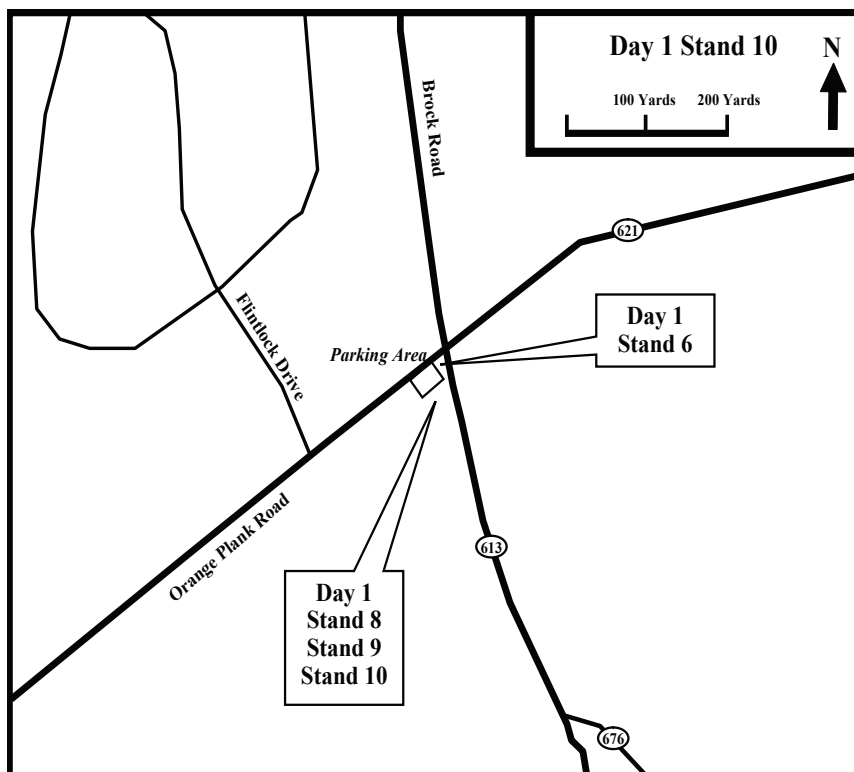 Day 1 Stand 10
N
100 Yards 200 Yards
Brock Road
621
Day 1
Stand 6
Parking Area
Flintlock Drive
Orange Plank Road
613
Day 1
Stand 8
Stand 9
Stand 10
676